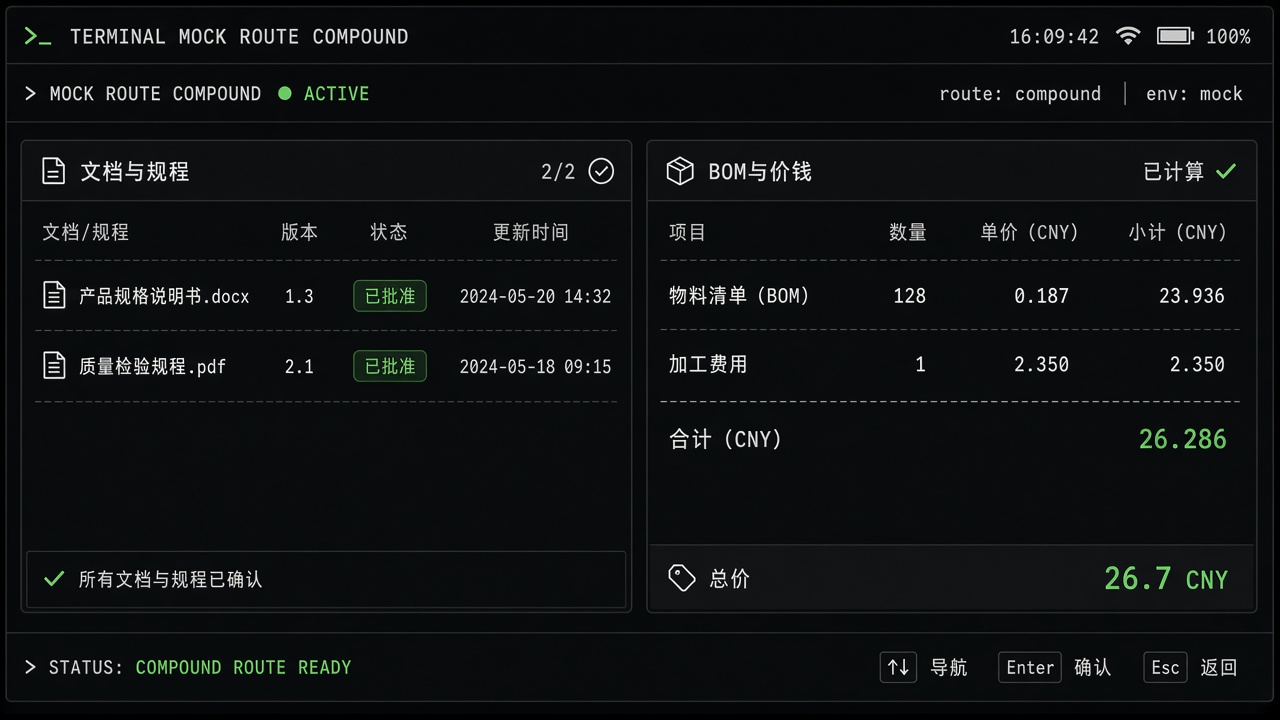 >_ TERMINAL MOCK ROUTE COMPOUND 16:09:42 100%
> MOCK ROUTE COMPOUND ● ACTIVE route: compound | env: mock
文档与规程 2/2
文档/规程 版本 状态 更新时间
产品规格说明书.docx 1.3 已批准 2024-05-20 14:32
质量检验规程.pdf 2.1 已批准 2024-05-18 09:15
所有文档与规程已确认
BOM与价钱 已计算
项目 数量 单价 (CNY) 小计 (CNY)
物料清单 (BOM) 128 0.187 23.936
加工费用 1 2.350 2.350
合计 (CNY) 26.286
总价 26.7 CNY
> STATUS: COMPOUND ROUTE READY ↑↓ 导航 Enter 确认 Esc 返回